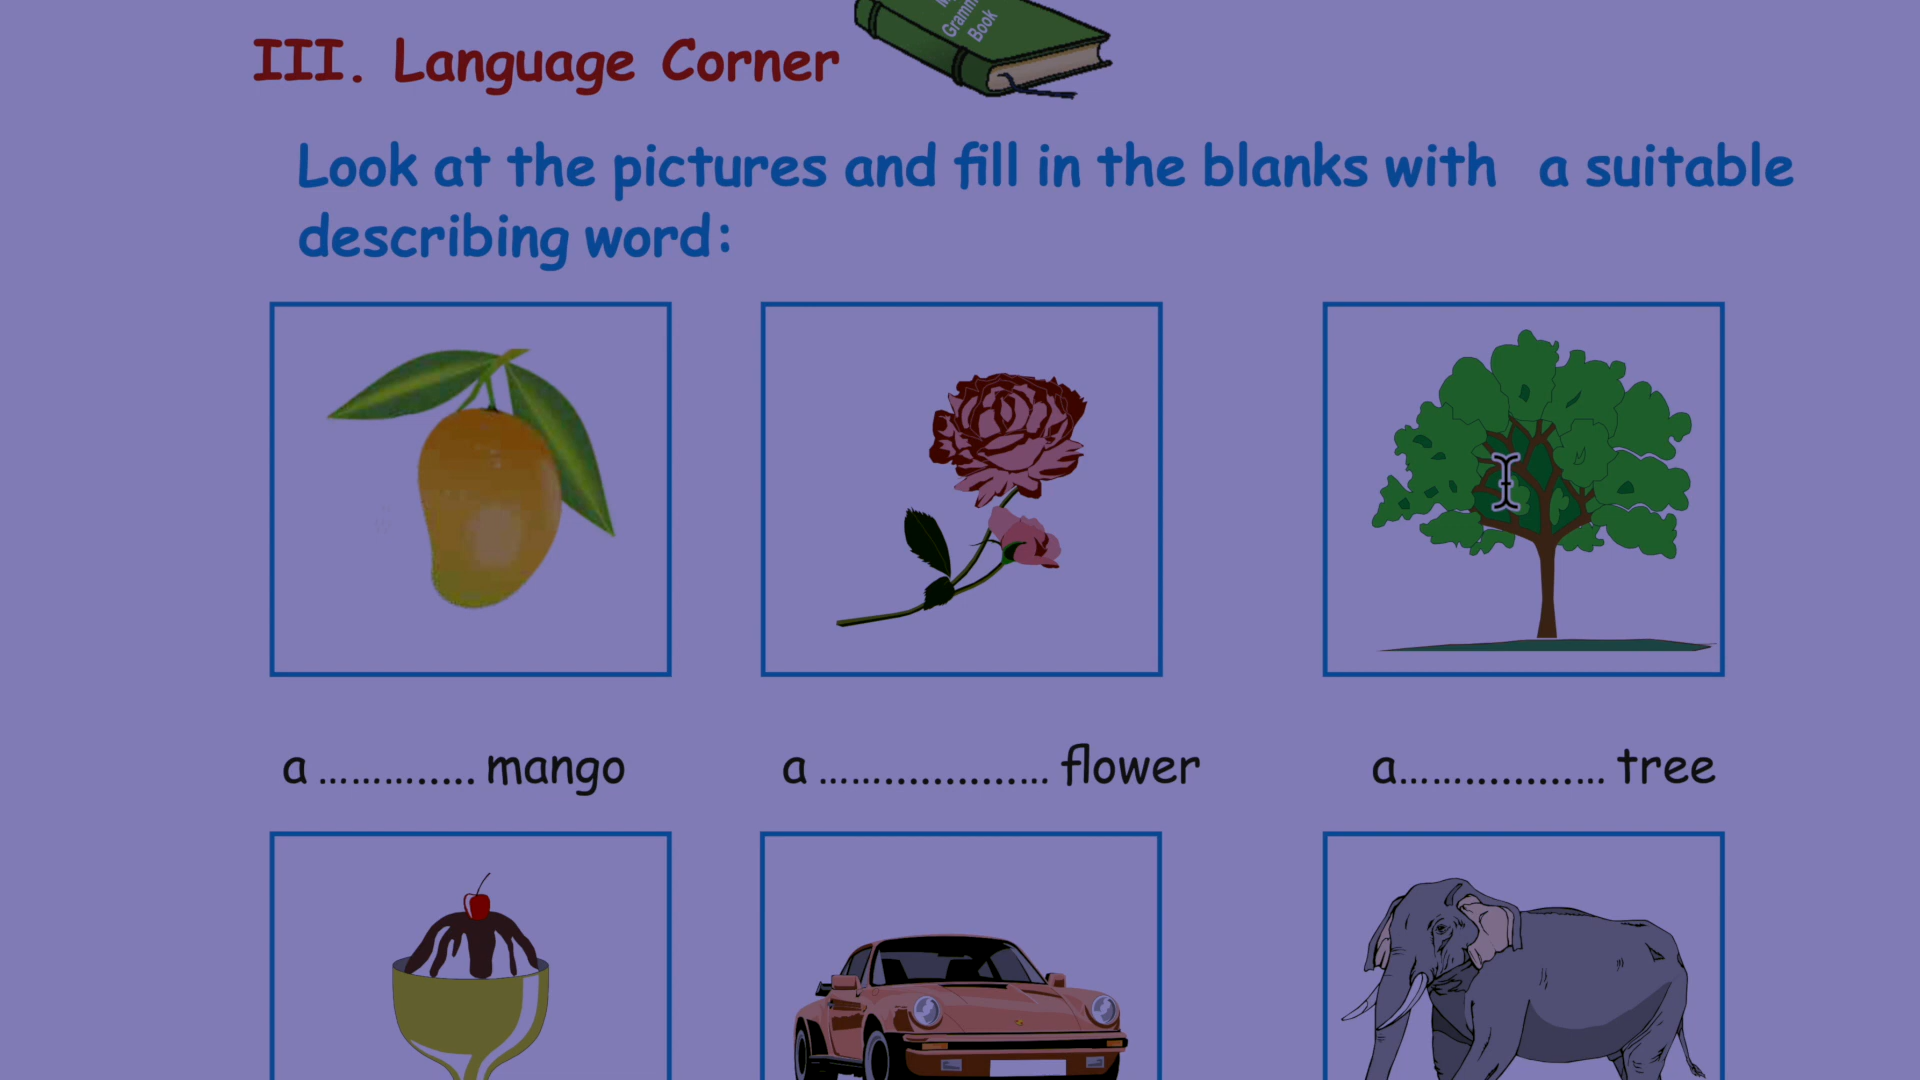 Grammar
Book
III. Language Corner
Look at the pictures and fill in the blanks with a suitable
describing word:
a ................ mango
a ........................ flower
a..................... tree